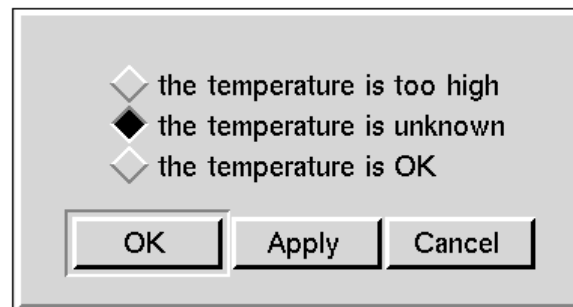 the temperature is too high
the temperature is unknown
the temperature is OK
OK Apply Cancel